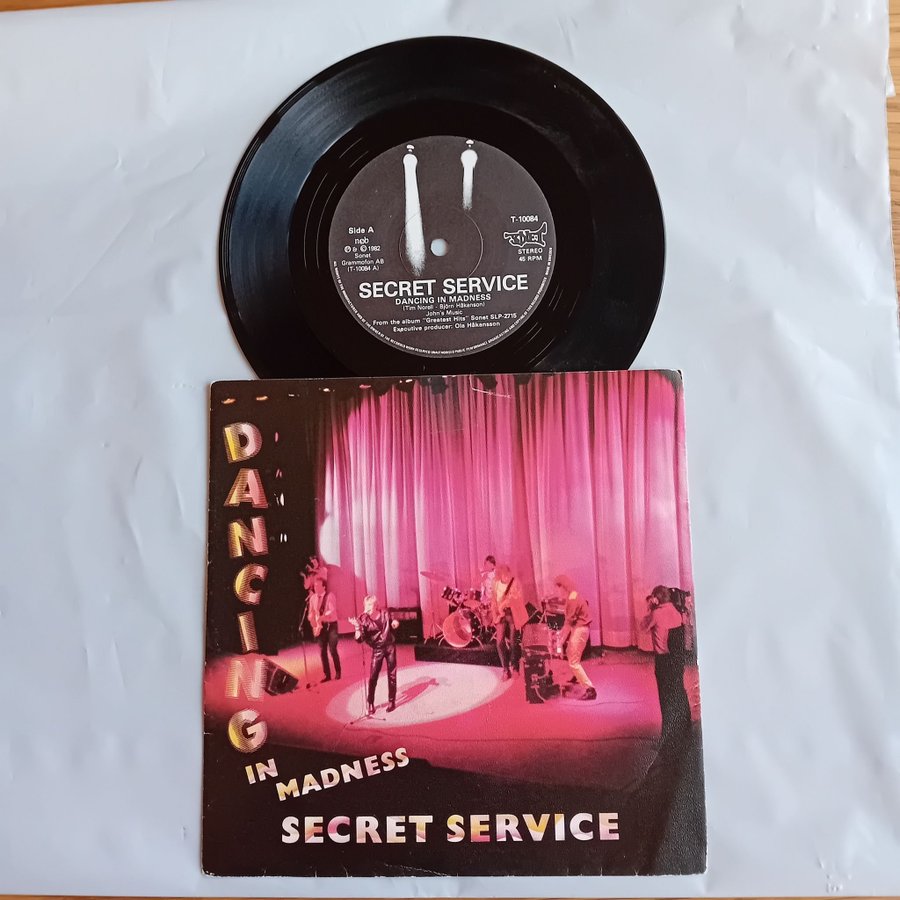 Side A
n©b
℗ & © 1982
Sonet
Grammofon AB
(T-10084 A)
T-10084
SONET
STEREO
45 RPM
SECRET SERVICE
DANCING IN MADNESS
(Tim Norell - Björn Håkanson)
John's Music
From the album "Greatest Hits" Sonet SLP-2715
Executive producer: Ola Håkansson
DANCING
IN
MADNESS
SECRET SERVICE